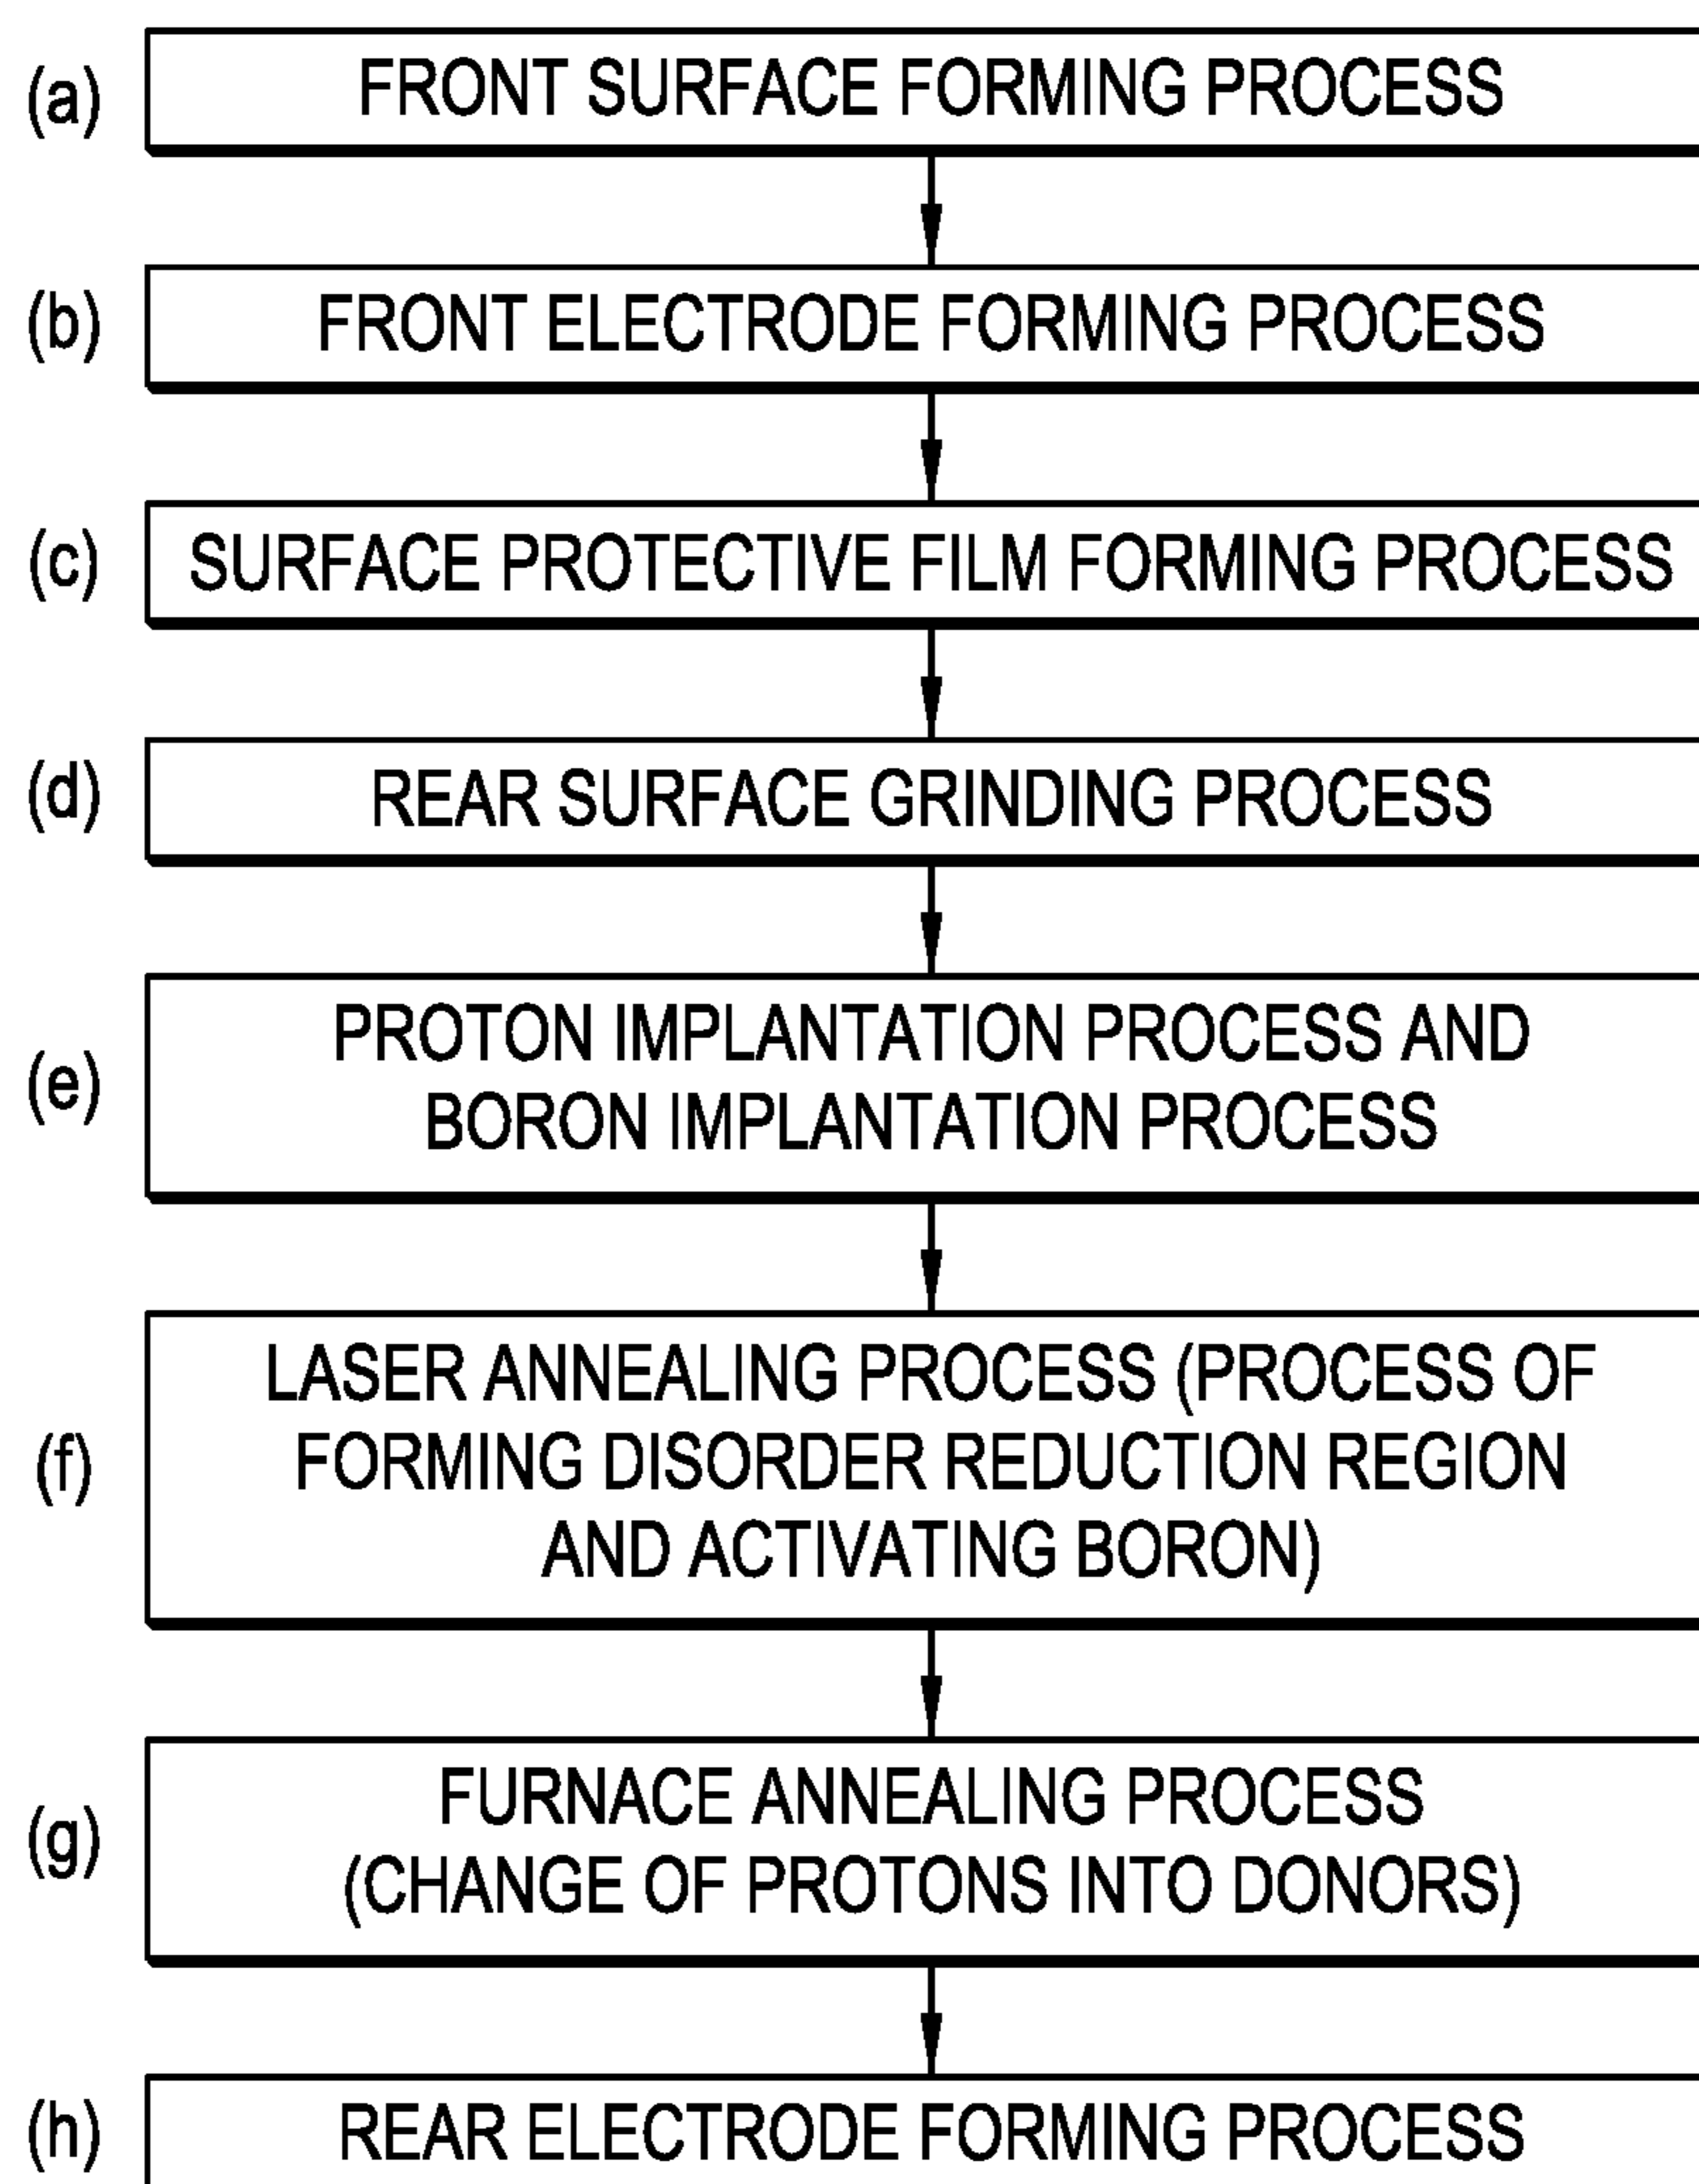 (a) FRONT SURFACE FORMING PROCESS
(b) FRONT ELECTRODE FORMING PROCESS
(c) SURFACE PROTECTIVE FILM FORMING PROCESS
(d) REAR SURFACE GRINDING PROCESS
(e) PROTON IMPLANTATION PROCESS AND
BORON IMPLANTATION PROCESS
(f) LASER ANNEALING PROCESS (PROCESS OF
FORMING DISORDER REDUCTION REGION
AND ACTIVATING BORON)
(g) FURNACE ANNEALING PROCESS
(CHANGE OF PROTONS INTO DONORS)
(h) REAR ELECTRODE FORMING PROCESS